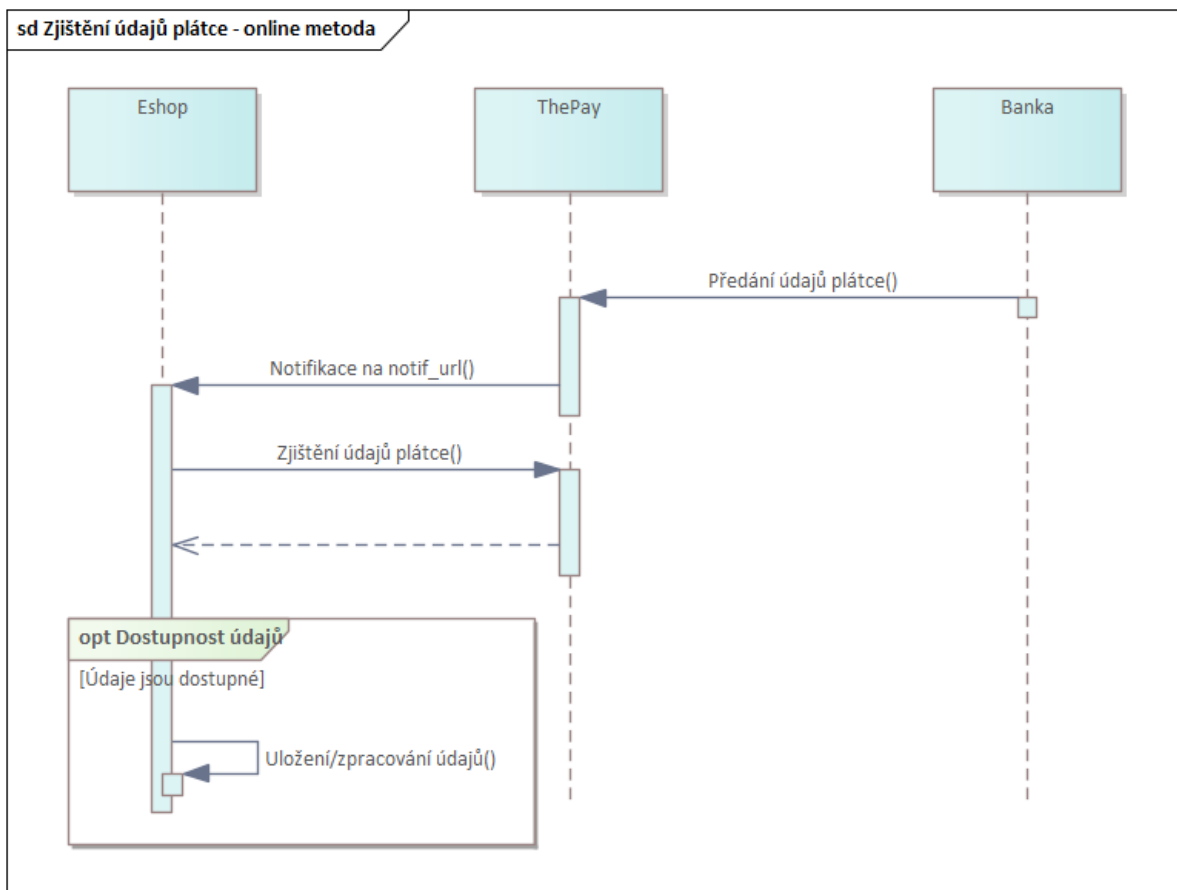 sd Zjištění údajů plátce - online metoda
Eshop
ThePay
Banka
Předání údajů plátce()
Notifikace na notif_url()
Zjištění údajů plátce()
opt Dostupnost údajů
[Údaje jsou dostupné]
Uložení/zpracování údajů()